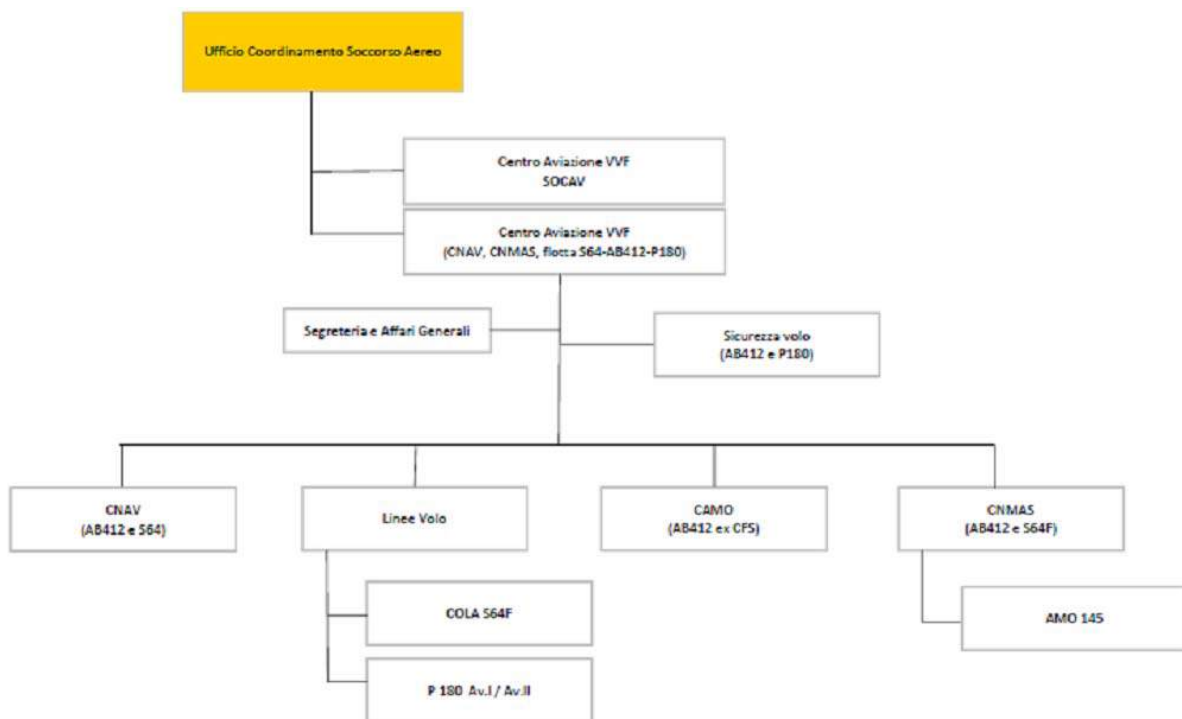 Ufficio Coordinamento Soccorso Aereo
Centro Aviazione VVF
SOCAV
Centro Aviazione VVF
(CNAV, CNMAS, flotta S64-AB412-P180)
Segreteria e Affari Generali
Sicurezza volo
(AB412 e P180)
CNAV
(AB412 e S64)
Linee Volo
CAMO
(AB412 ex CFS)
CNMAS
(AB412 e S64F)
COLA S64F
AMO 145
P 180 Av.I / Av.II